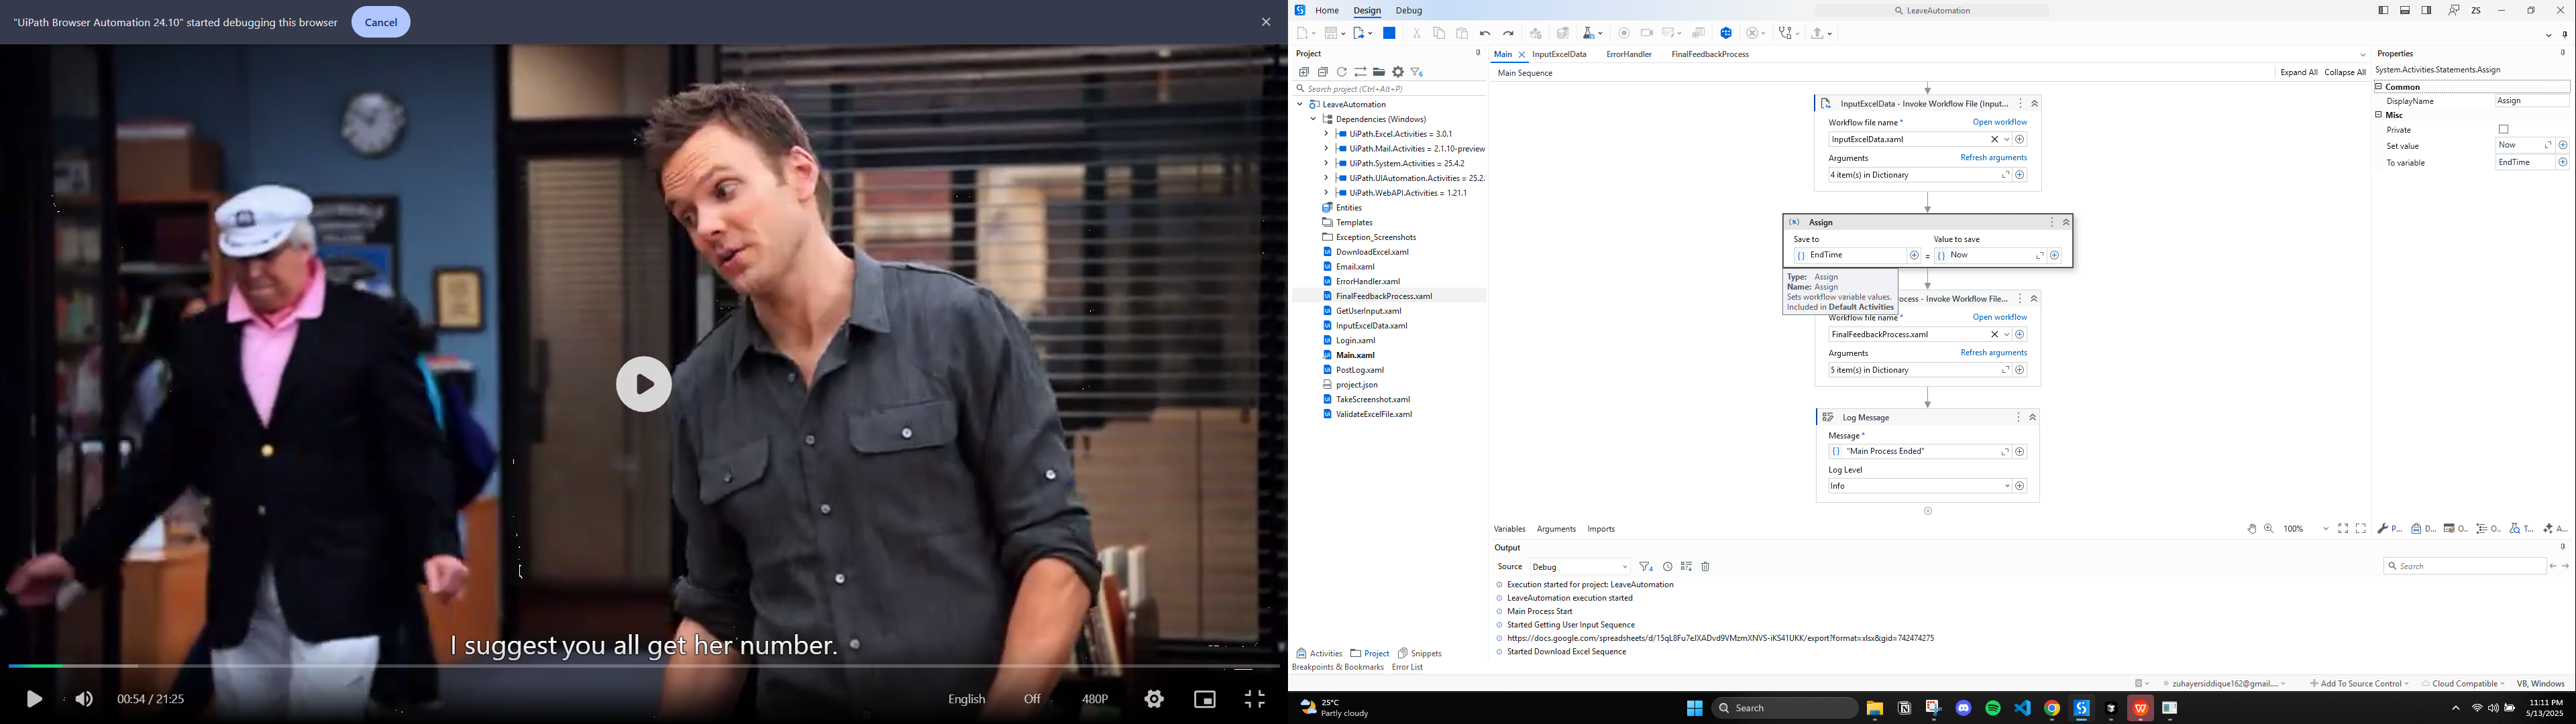 "UiPath Browser Automation 24.10" started debugging this browser
Cancel
I suggest you all get her number.
00:54 / 21:25
English
Off
480P
Home
Design
Debug
LeaveAutomation
ZS
Project
Search project (Ctrl+Alt+P)
LeaveAutomation
Dependencies (Windows)
UiPath.Excel.Activities = 3.0.1
UiPath.Mail.Activities = 2.1.10-preview
UiPath.System.Activities = 25.4.2
UiPath.UIAutomation.Activities = 25.2.
UiPath.WebAPI.Activities = 1.21.1
Entities
Templates
Exception_Screenshots
DownloadExcel.xaml
Email.xaml
ErrorHandler.xaml
FinalFeedbackProcess.xaml
GetUserInput.xaml
InputExcelData.xaml
Login.xaml
Main.xaml
PostLog.xaml
project.json
TakeScreenshot.xaml
ValidateExcelFile.xaml
Activities
Project
Snippets
Main
InputExcelData
ErrorHandler
FinalFeedbackProcess
Main Sequence
Expand All
Collapse All
InputExcelData - Invoke Workflow File (Input...
Workflow file name *
Open workflow
InputExcelData.xaml
Arguments
Refresh arguments
4 item(s) in Dictionary
Assign
Save to
Value to save
EndTime
=
Now
Type: Assign
Name: Assign
Sets workflow variable values.
Included in Default Activities
rocess - Invoke Workflow File...
Workflow file name *
Open workflow
FinalFeedbackProcess.xaml
Arguments
Refresh arguments
5 item(s) in Dictionary
Log Message
Message *
"Main Process Ended"
Log Level
Info
Variables
Arguments
Imports
100%
Properties
System.Activities.Statements.Assign
Common
DisplayName
Assign
Misc
Private
Set value
Now
To variable
EndTime
P...
D...
O..
O..
T...
A...
Output
Source
Debug
Search
Execution started for project: LeaveAutomation
LeaveAutomation execution started
Main Process Start
Started Getting User Input Sequence
https://docs.google.com/spreadsheets/d/15qL8Fu7eJXADvd9VMzmXNVS-iKS41UKK/export?format=xlsx&gid=742474275
Started Download Excel Sequence
Breakpoints & Bookmarks
Error List
zuhayersiddique162@gmail....
Add To Source Control
Cloud Compatible
VB, Windows
25°C
Partly cloudy
Search
11:11 PM
5/13/2025